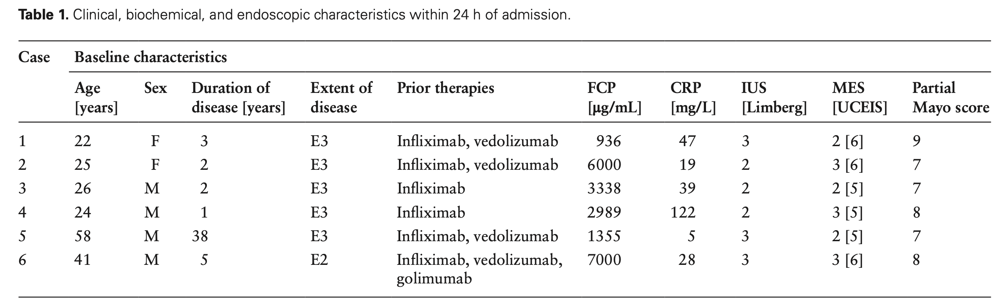 Table 1. Clinical, biochemical, and endoscopic characteristics within 24 h of admission.
Case Baseline characteristics
Age [years] Sex Duration of disease [years] Extent of disease Prior therapies FCP [µg/mL] CRP [mg/L] IUS [Limberg] MES [UCEIS] Partial Mayo score
1 22 F 3 E3 Infliximab, vedolizumab 936 47 3 2 [6] 9
2 25 F 2 E3 Infliximab, vedolizumab 6000 19 2 3 [6] 7
3 26 M 2 E3 Infliximab 3338 39 2 2 [5] 7
4 24 M 1 E3 Infliximab 2989 122 2 3 [5] 8
5 58 M 38 E3 Infliximab, vedolizumab 1355 5 3 2 [5] 7
6 41 M 5 E2 Infliximab, vedolizumab, golimumab 7000 28 3 3 [6] 8